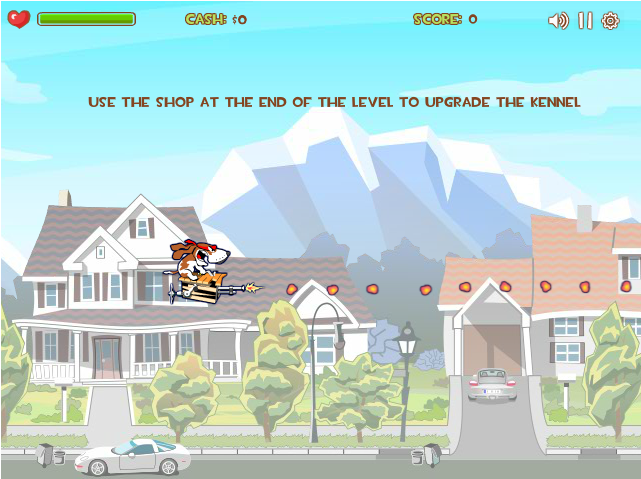 CASH: $0
SCORE: 0
USE THE SHOP AT THE END OF THE LEVEL TO UPGRADE THE KENNEL